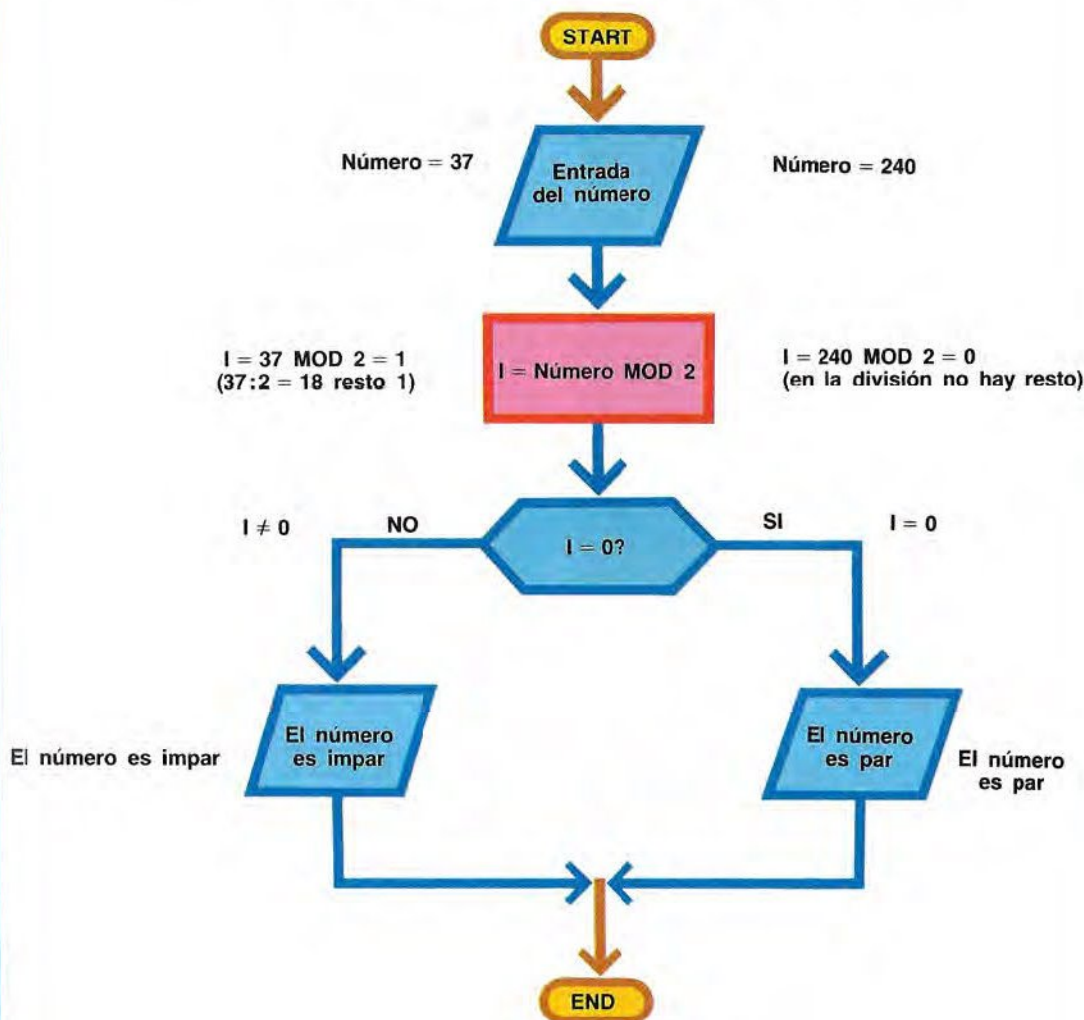 START
Número = 37
Entrada
del número
Número = 240
I = 37 MOD 2 = 1
(37:2 = 18 resto 1)
I = Número MOD 2
I = 240 MOD 2 = 0
(en la división no hay resto)
I ≠ 0
NO
I = 0?
SI
I = 0
El número es impar
El número
es impar
El número
es par
El número
es par
END